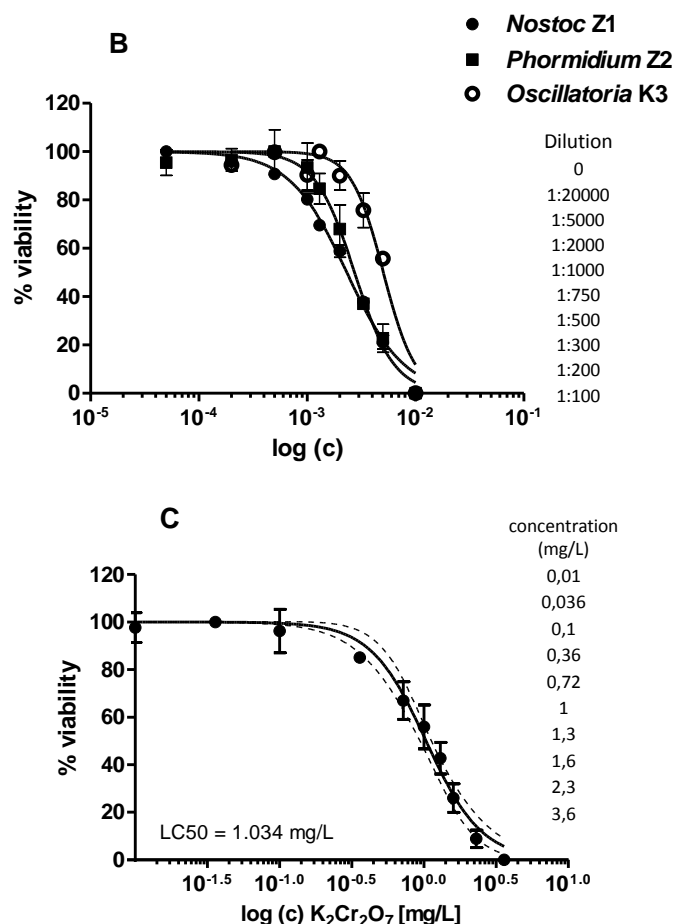 B
Nostoc Z1
Phormidium Z2
Oscillatoria K3
120
100
80
60
40
20
0
% viability
10⁻⁵ 10⁻⁴ 10⁻³ 10⁻² 10⁻¹
log (c)
Dilution
0
1:20000
1:5000
1:2000
1:1000
1:750
1:500
1:300
1:200
1:100
C
120
100
80
60
40
20
0
% viability
LC50 = 1.034 mg/L
10⁻¹·⁵ 10⁻¹·⁰ 10⁻⁰·⁵ 10⁰·⁰ 10⁰·⁵ 10¹·⁰
log (c) K₂Cr₂O₇ [mg/L]
concentration
(mg/L)
0,01
0,036
0,1
0,36
0,72
1
1,3
1,6
2,3
3,6